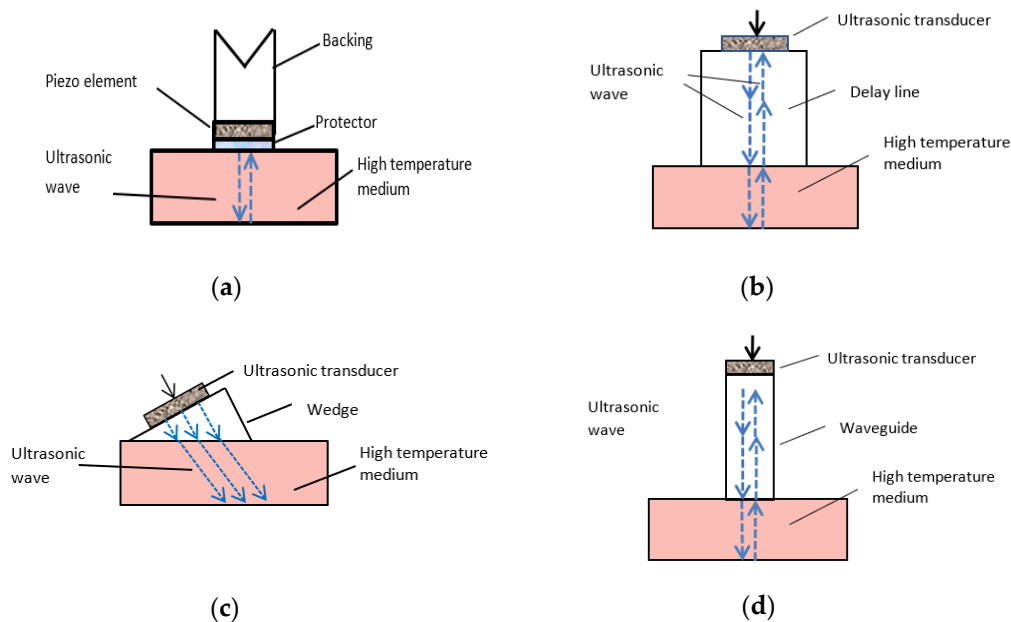 Backing
Piezo element
Protector
Ultrasonic
wave
High temperature
medium
(a)
Ultrasonic transducer
Ultrasonic
wave
Delay line
High temperature
medium
(b)
Ultrasonic transducer
Wedge
Ultrasonic
wave
High temperature
medium
(c)
Ultrasonic transducer
Ultrasonic
wave
Waveguide
High temperature
medium
(d)